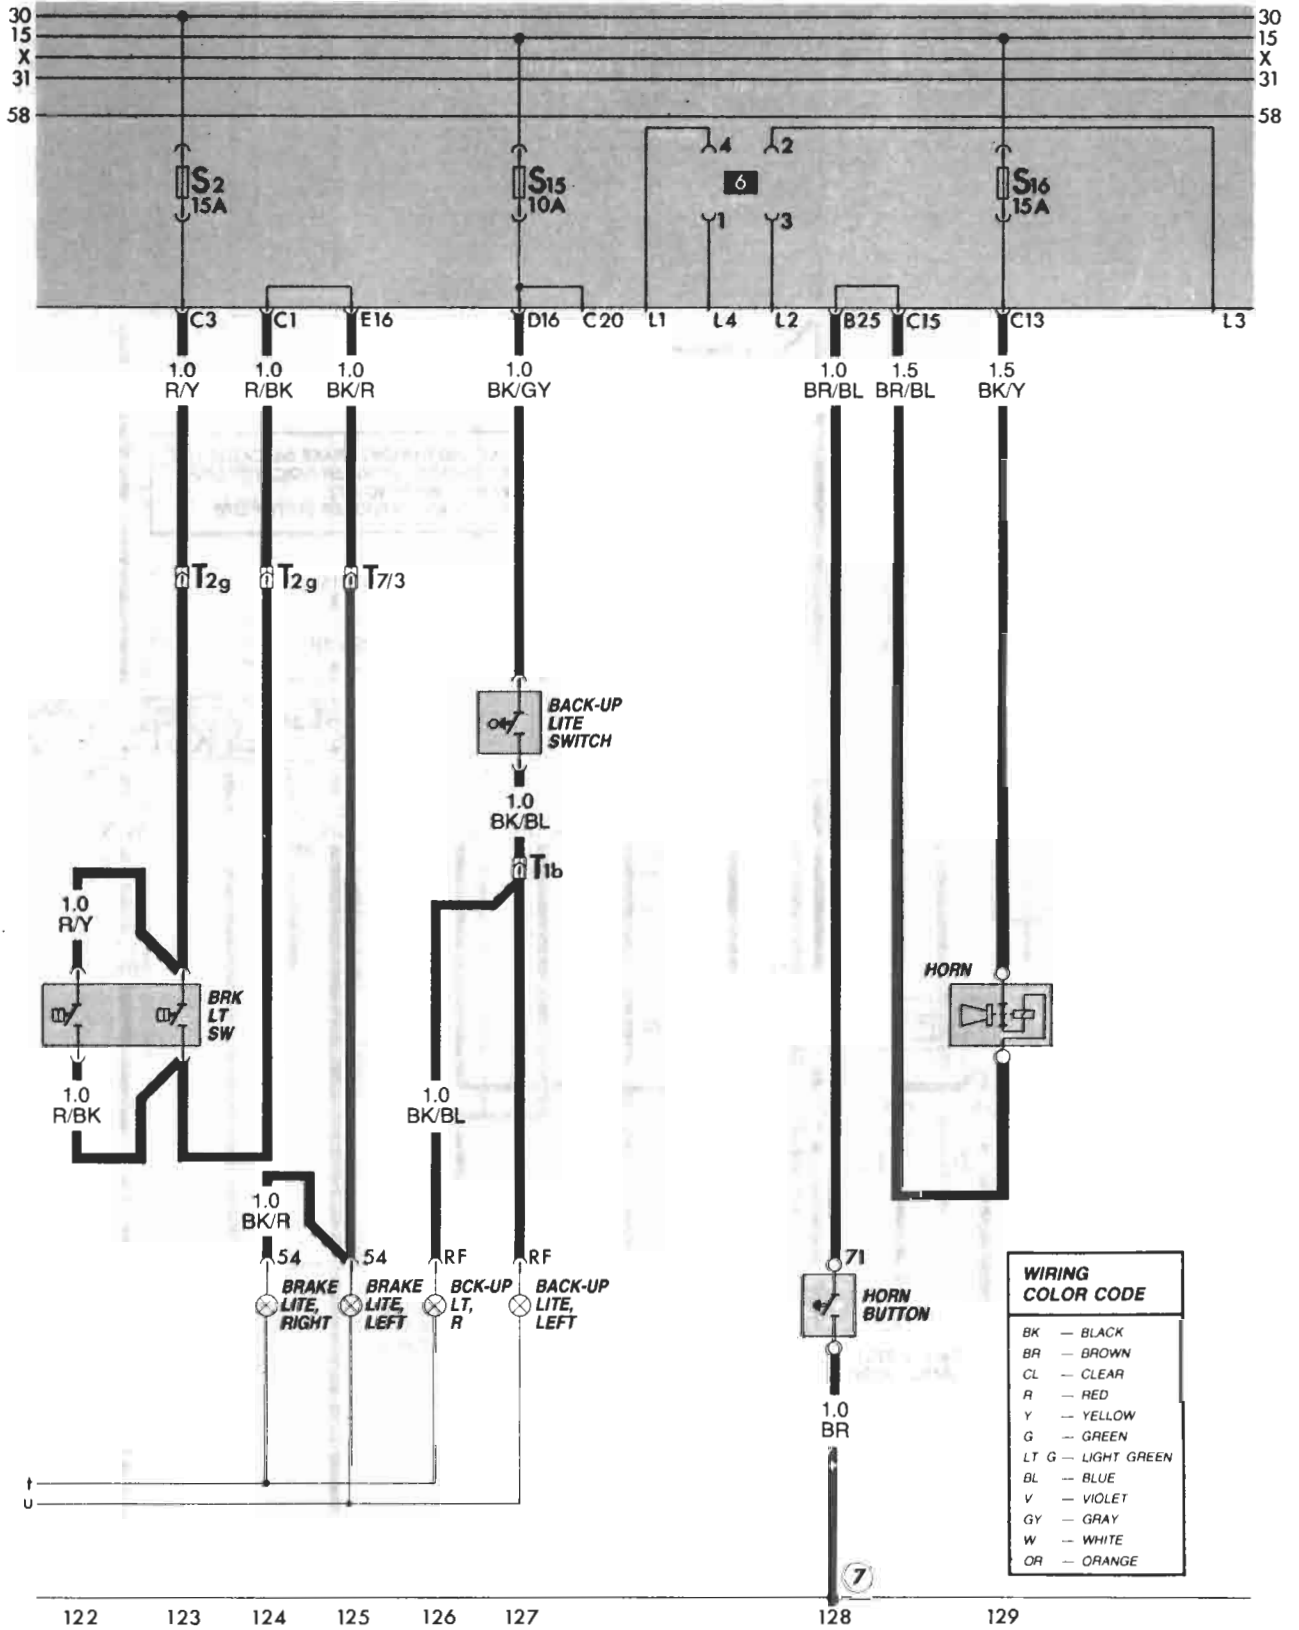 30 30
15 15
X X
31 31
58 58
4 2
S2 S15 6 S16
15A 10A 15A
1 3
C3 C1 E16 D16 C20 L1 L4 L2 B25 C15 C13 L3
1.0 1.0 1.0 1.0 1.0 1.5 1.5
R/Y R/BK BK/R BK/GY BR/BL BR/BL BK/Y
T2g T2g T7/3
BACK-UP
LITE
SWITCH
1.0
BK/BL
T1b
1.0
R/Y
HORN
BRK
LT
SW
1.0
R/BK
1.0
BK/BL
1.0
BK/R
54 54 RF RF 71
BRAKE LITE, RIGHT
BRAKE LITE, LEFT
BCK-UP LT, R
BACK-UP LITE, LEFT
HORN
BUTTON
WIRING
COLOR CODE
BK — BLACK
BR — BROWN
CL — CLEAR
R — RED
Y — YELLOW
G — GREEN
LT G — LIGHT GREEN
BL — BLUE
V — VIOLET
GY — GRAY
W — WHITE
OR — ORANGE
1.0
BR
t
u
7
122 123 124 125 126 127 128 129